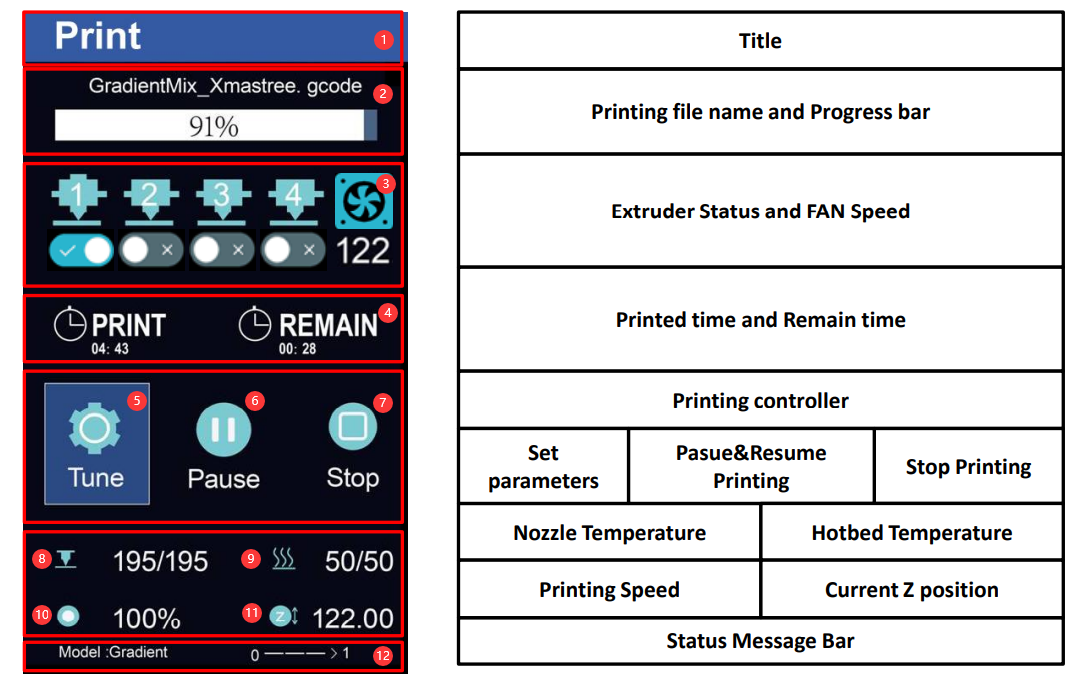 Print
1
GradientMix_Xmastree. gcode
2
91%
3
1 2 3 4
122
PRINT
04: 43
REMAIN
00: 28
4
5
Tune
6
Pause
7
Stop
8
195/195
9
50/50
10
100%
11
Z
122.00
Model :Gradient
0 ———> 1
12
Title
Printing file name and Progress bar
Extruder Status and FAN Speed
Printed time and Remain time
Printing controller
Set
parameters
Pasue&Resume
Printing
Stop Printing
Nozzle Temperature
Hotbed Temperature
Printing Speed
Current Z position
Status Message Bar